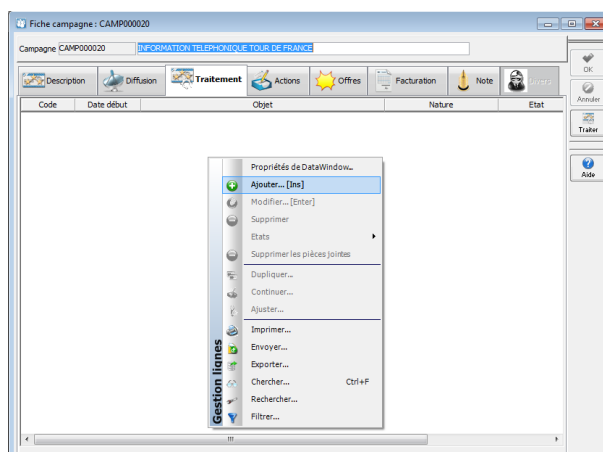 Fiche campagne : CAMP000020
Campagne CAMP000020 INFORMATION TELEPHONIQUE TOUR DE FRANCE
OK
Annuler
Traiter
Aide
Description Diffusion Traitement Actions Offres Facturation Note Divers
Code Date début Objet Nature Etat
Gestion lignes
Propriétés de DataWindow...
Ajouter... [Ins]
Modifier... [Enter]
Supprimer
Etats
Supprimer les pièces jointes
Dupliquer...
Continuer...
Ajuster...
Imprimer...
Envoyer...
Exporter...
Chercher... Ctrl+F
Rechercher...
Filtrer...